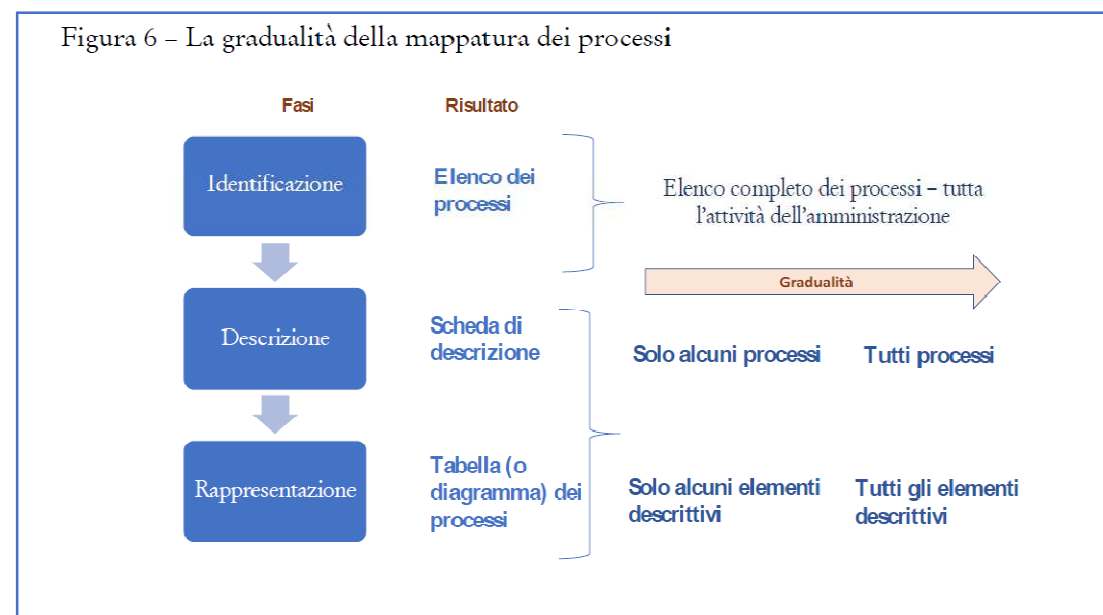 Figura 6 – La gradualità della mappatura dei processi
Fasi
Risultato
Identificazione
Elenco dei
processi
Elenco completo dei processi – tutta
l'attività dell'amministrazione
Gradualità
Descrizione
Scheda di
descrizione
Solo alcuni processi
Tutti processi
Rappresentazione
Tabella (o
diagramma) dei
processi
Solo alcuni elementi
descrittivi
Tutti gli elementi
descrittivi